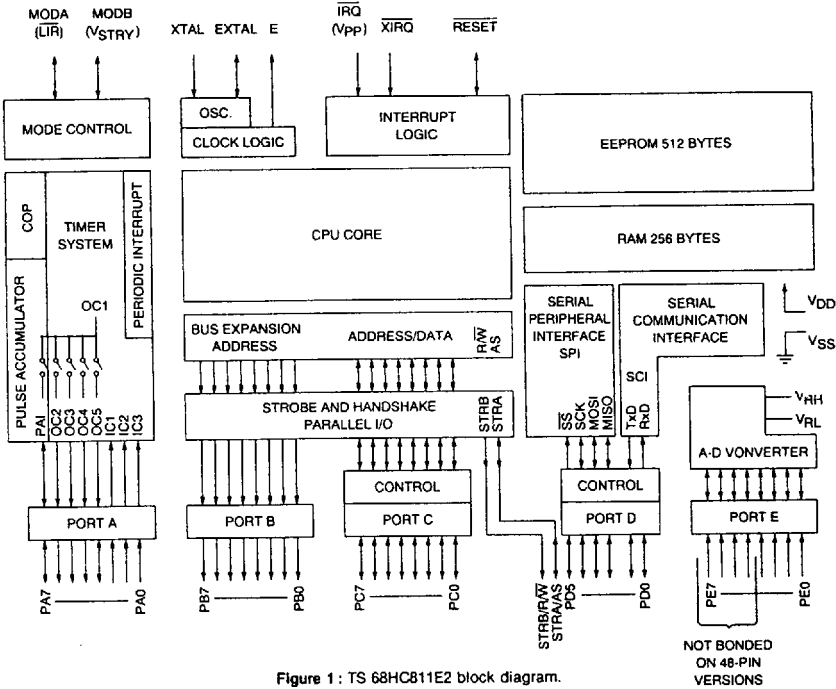 MODA MODB
(LIR) (VSTRY)
XTAL EXTAL E
IRQ XIRQ RESET
(VPP)
MODE CONTROL
OSC.
CLOCK LOGIC
INTERRUPT
LOGIC
EEPROM 512 BYTES
COP
TIMER
SYSTEM
PERIODIC INTERRUPT
CPU CORE
RAM 256 BYTES
PULSE ACCUMULATOR
OC1
PAI
OC2
OC3
OC4
OC5
IC1
IC2
IC3
BUS EXPANSION
ADDRESS
ADDRESS/DATA
R/W
AS
STROBE AND HANDSHAKE
PARALLEL I/O
STRB
STRA
SERIAL
PERIPHERAL
INTERFACE
SPI
SS
SCK
MOSI
MISO
SERIAL
COMMUNICATION
INTERFACE
SCI
TxD
RxD
VDD
VSS
VRH
VRL
A-D VONVERTER
CONTROL
CONTROL
PORT A
PORT B
PORT C
PORT D
PORT E
PA7
PA0
PB7
PB0
PC7
PC0
STRB/R/W
STRA/AS
PD5
PD0
PE7
PE0
NOT BONDED
ON 48-PIN
VERSIONS
Figure 1 : TS 68HC811E2 block diagram.